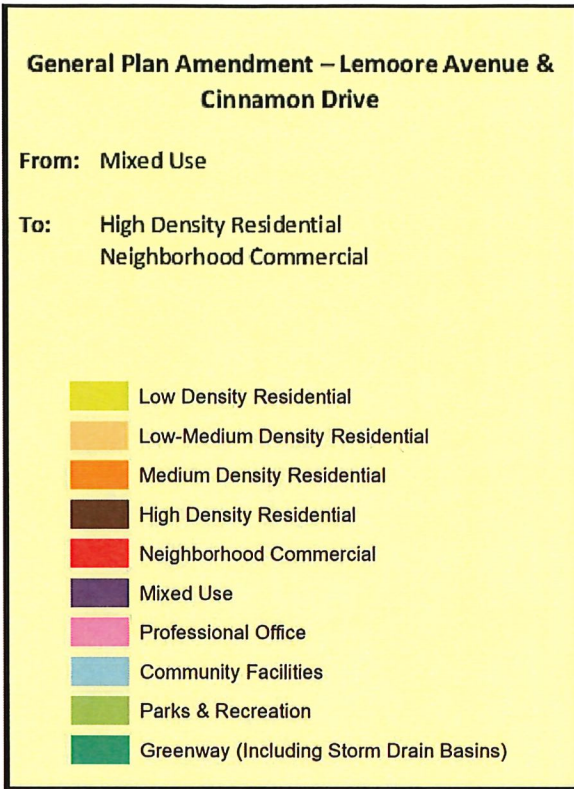 General Plan Amendment – Lemoore Avenue &
Cinnamon Drive
From: Mixed Use
To: High Density Residential
Neighborhood Commercial
Low Density Residential
Low-Medium Density Residential
Medium Density Residential
High Density Residential
Neighborhood Commercial
Mixed Use
Professional Office
Community Facilities
Parks & Recreation
Greenway (Including Storm Drain Basins)